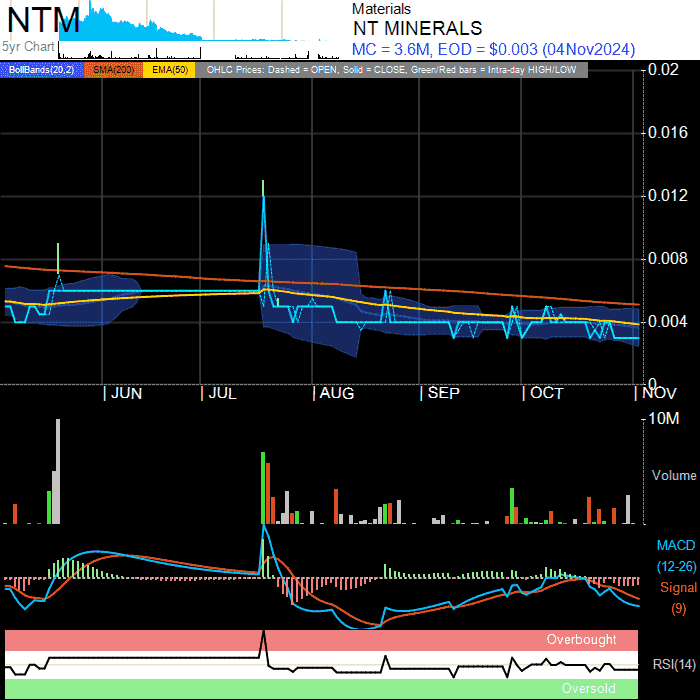 NTM
5yr Chart
Materials
NT MINERALS
MC = 3.6M, EOD = $0.003 (04Nov2024)
BollBands(20,2) SMA(200) EMA(50) OHLC Prices: Dashed = OPEN, Solid = CLOSE, Green/Red bars = Intra-day HIGH/LOW
0.02
0.016
0.012
0.008
0.004
0
JUN JUL AUG SEP OCT NOV
10M
Volume
MACD
(12-26)
Signal
(9)
Overbought
RSI(14)
Oversold